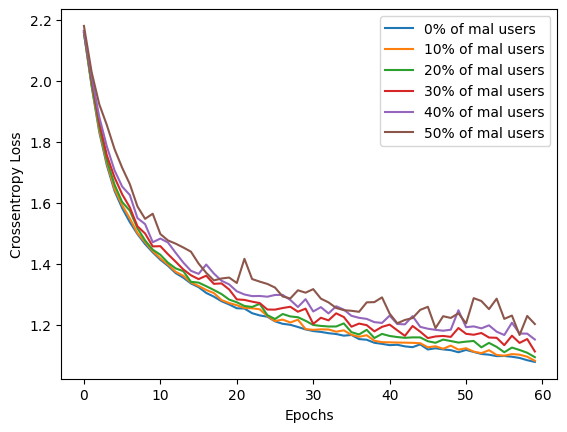 2.2
2.0
1.8
1.6
1.4
1.2
Crossentropy Loss
0% of mal users
10% of mal users
20% of mal users
30% of mal users
40% of mal users
50% of mal users
0
10
20
30
40
50
60
Epochs